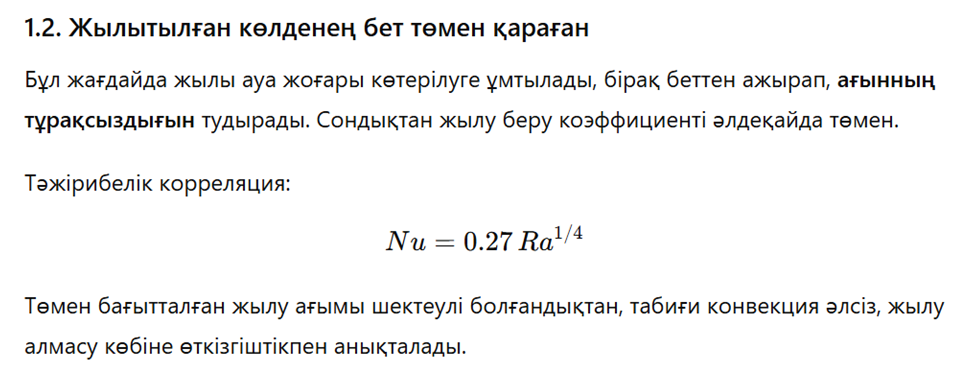 1.2. Жылытылған көлденең бет төмен қараған
Бұл жағдайда жылы ауа жоғары көтерілуге ұмтылады, бірақ беттен ажырап, ағынның
тұрақсыздығын тудырады. Сондықтан жылу беру коэффициенті әлдеқайда төмен.
Тәжірибелік корреляция:
Nu = 0.27 Ra^{1/4}
Төмен бағытталған жылу ағымы шектеулі болғандықтан, табиғи конвекция әлсіз, жылу
алмасу көбіне өткізгіштікпен анықталады.